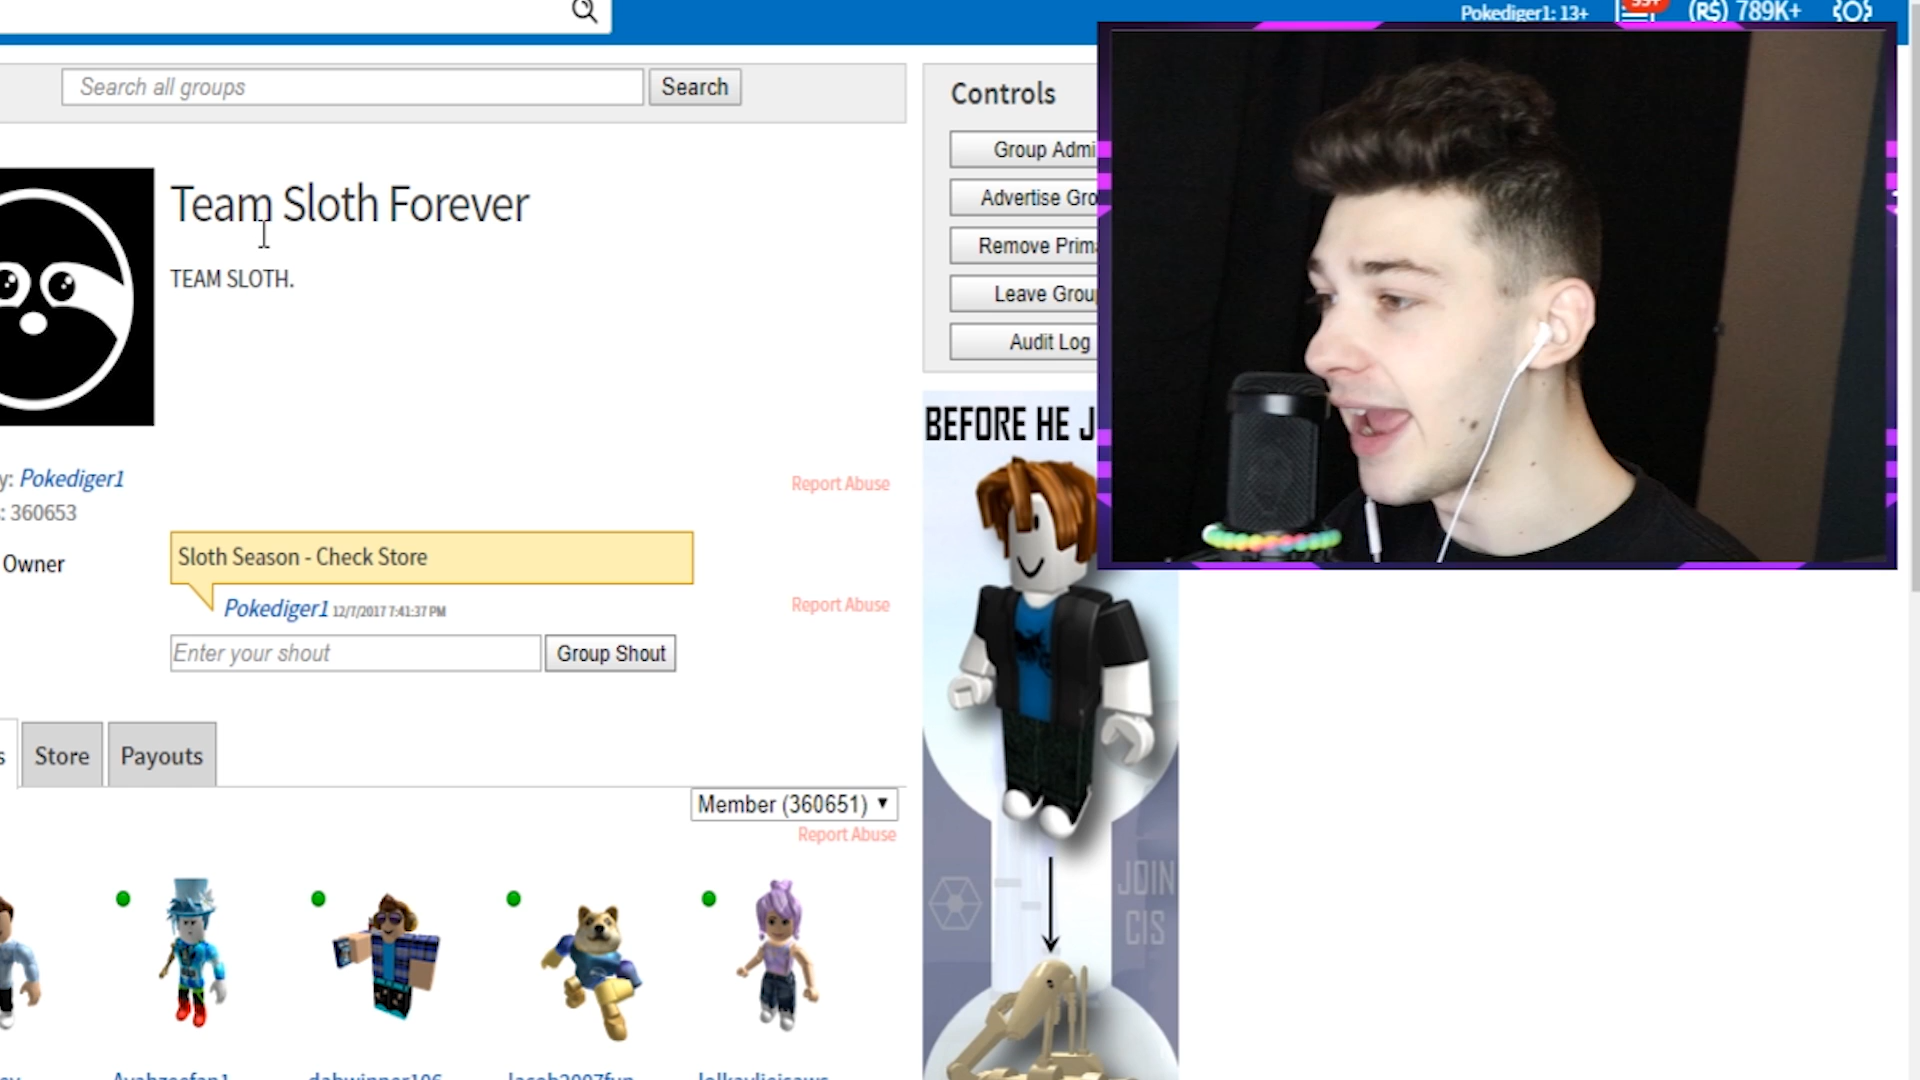 Pokediger1: 13+
99+
789K+
Search all groups
Search
Controls
Group Admi
Advertise Gro
Remove Prim
Leave Grou
Audit Log
Team Sloth Forever
TEAM SLOTH.
BEFORE HE J
y: Pokediger1
: 360653
Owner
Report Abuse
Sloth Season - Check Store
Pokediger1 12/7/2017 7:41:37 PM
Report Abuse
Enter your shout
Group Shout
s
Store
Payouts
Member (360651)
Report Abuse
JOIN
CIS